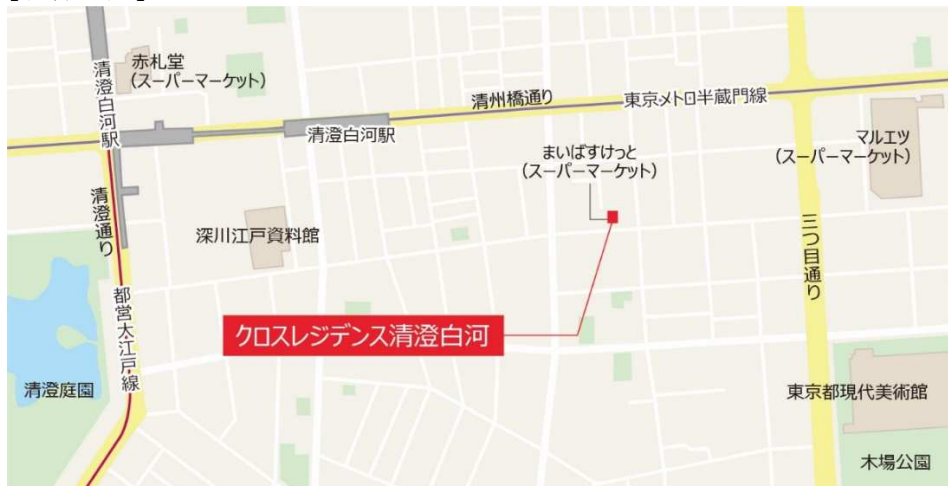 清澄白河駅
赤札堂
(スーパーマーケット)
清州橋通り
東京メトロ半蔵門線
清澄白河駅
まいばすけっと
(スーパーマーケット)
マルエツ
(スーパーマーケット)
清澄通り
深川江戸資料館
三つ目通り
都営大江戸線
クロスレジデンス清澄白河
清澄庭園
東京都現代美術館
木場公園